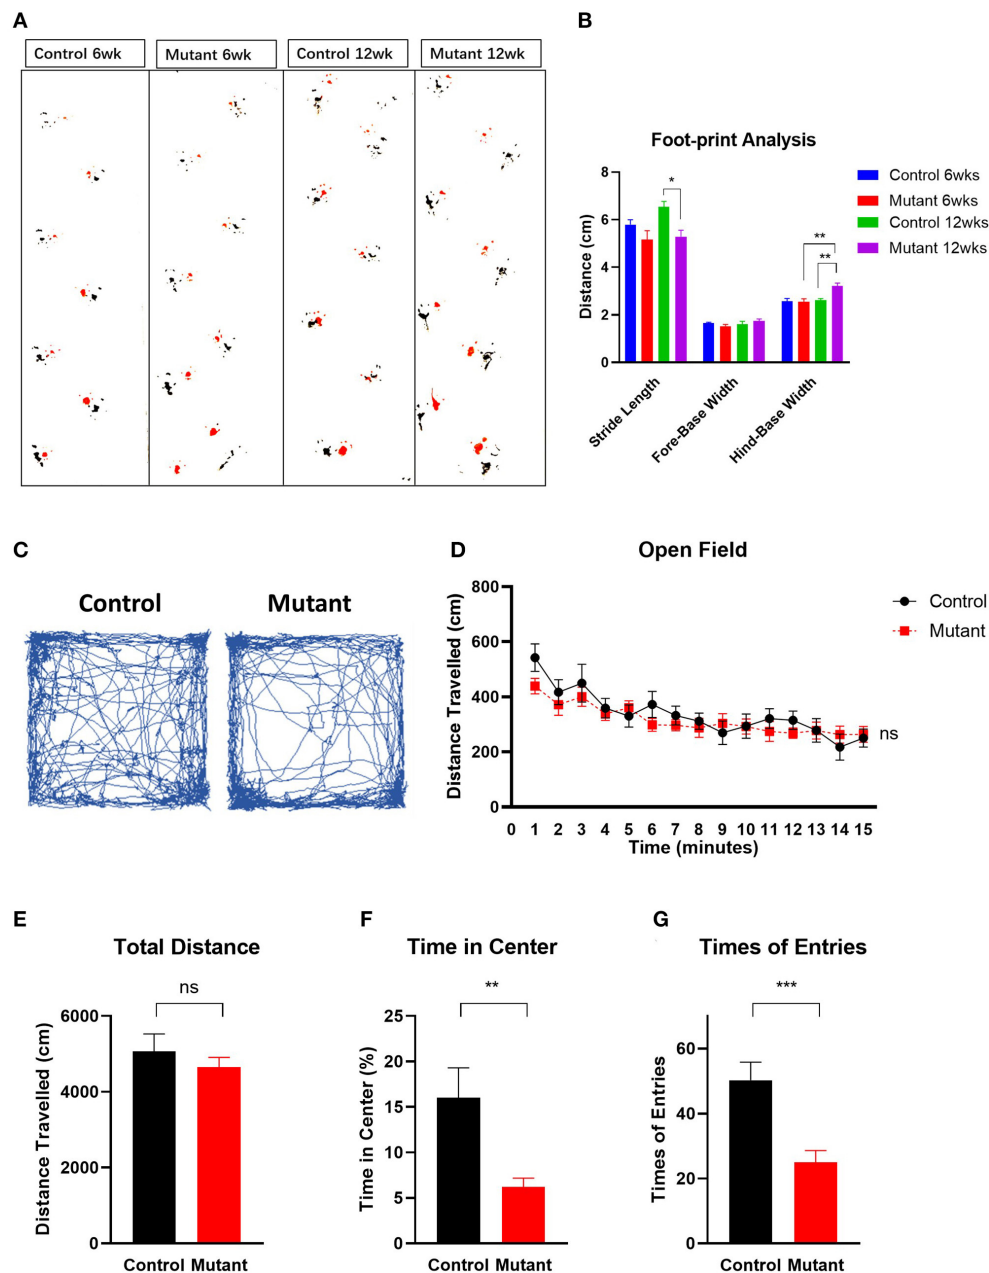 A
B
Control 6wk
Mutant 6wk
Control 12wk
Mutant 12wk
Foot-print Analysis
Distance (cm)
8
6
4
2
0
*
**
**
Stride Length
Fore-Base Width
Hind-Base Width
Control 6wks
Mutant 6wks
Control 12wks
Mutant 12wks
C
Control
Mutant
D
Open Field
Distance Travelled (cm)
800
600
400
200
0
0 1 2 3 4 5 6 7 8 9 10 11 12 13 14 15
Time (minutes)
Control
Mutant
ns
E
Total Distance
ns
Distance Travelled (cm)
6000
4000
2000
0
Control Mutant
F
Time in Center
**
Time in Center (%)
25
20
15
10
5
0
Control Mutant
G
Times of Entries
***
Times of Entries
60
40
20
0
Control Mutant